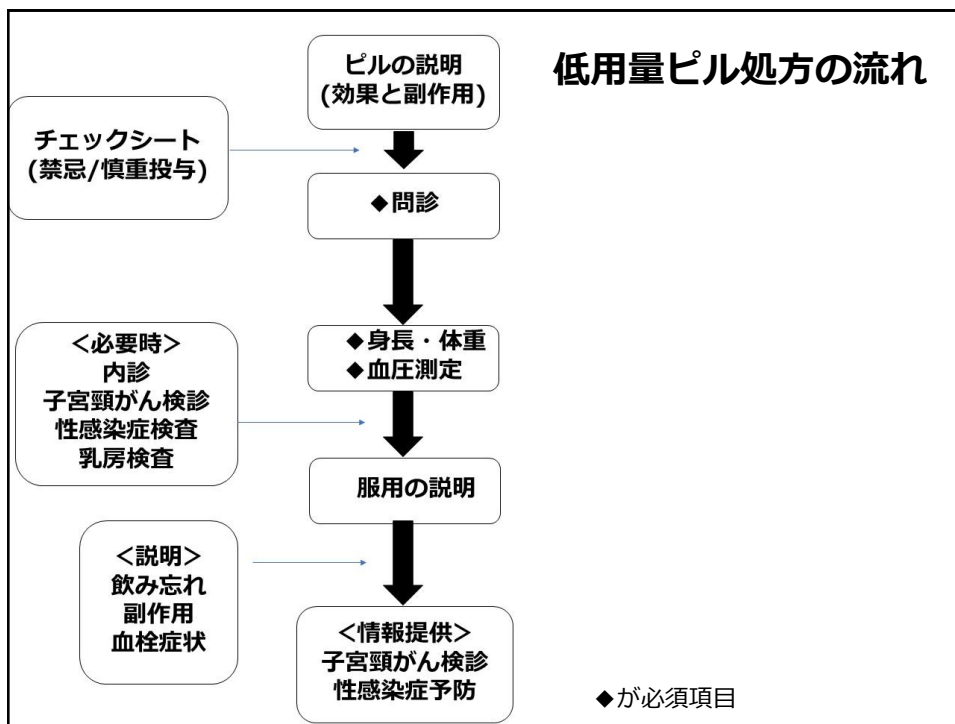 低用量ピル処方の流れ
ピルの説明
(効果と副作用)
チェックシート
(禁忌/慎重投与)
◆問診
◆身長・体重
◆血圧測定
＜必要時＞
内診
子宮頸がん検診
性感染症検査
乳房検査
服用の説明
＜説明＞
飲み忘れ
副作用
血栓症状
＜情報提供＞
子宮頸がん検診
性感染症予防
◆が必須項目